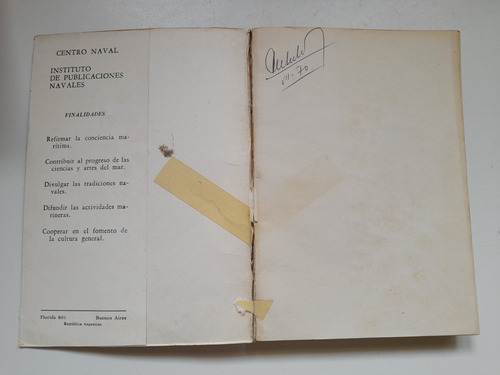 CENTRO NAVAL
INSTITUTO
DE PUBLICACIONES
NAVALES
FINALIDADES
Reafirmar la conciencia ma-
rítima.
Contribuir al progreso de las
ciencias y artes del mar.
Divulgar las tradiciones na-
vales.
Difundir las actividades ma-
rineras.
Cooperar en el fomento de
la cultura general.
Florida 801 Buenos Aires
República Argentina
70